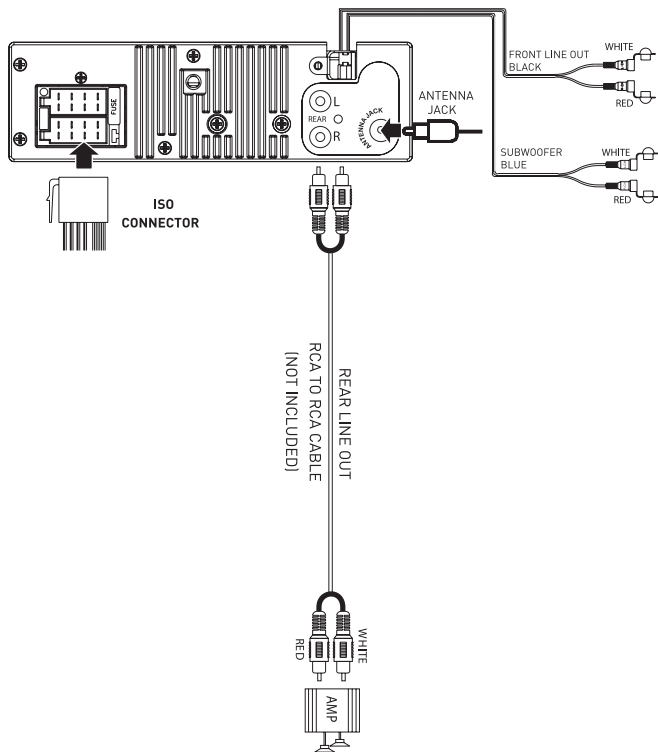 FRONT LINE OUT
BLACK
WHITE
RED
ANTENNA
JACK
FUSE
L
REAR
R
ANTENNA JACK
SUBWOOFER
BLUE
WHITE
RED
ISO
CONNECTOR
REAR LINE OUT
RCA TO RCA CABLE
(NOT INCLUDED)
RED
WHITE
AMP